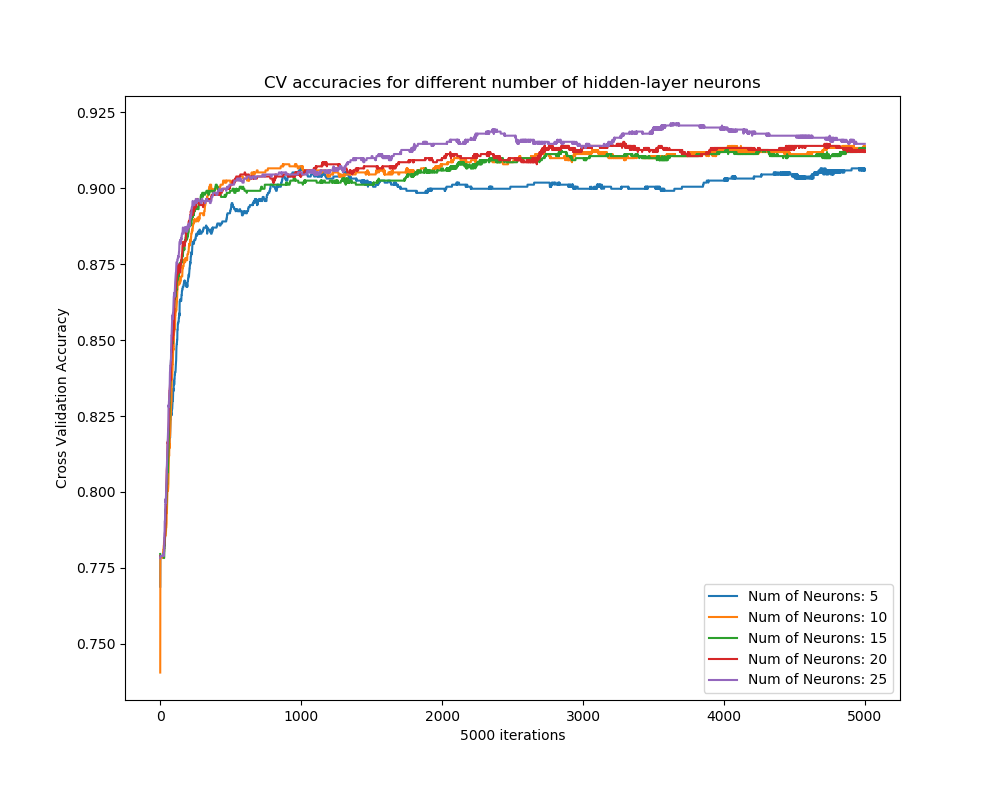 CV accuracies for different number of hidden-layer neurons
0.925
0.900
0.875
0.850
0.825
0.800
0.775
0.750
Cross Validation Accuracy
Num of Neurons: 5
Num of Neurons: 10
Num of Neurons: 15
Num of Neurons: 20
Num of Neurons: 25
0 1000 2000 3000 4000 5000
5000 iterations